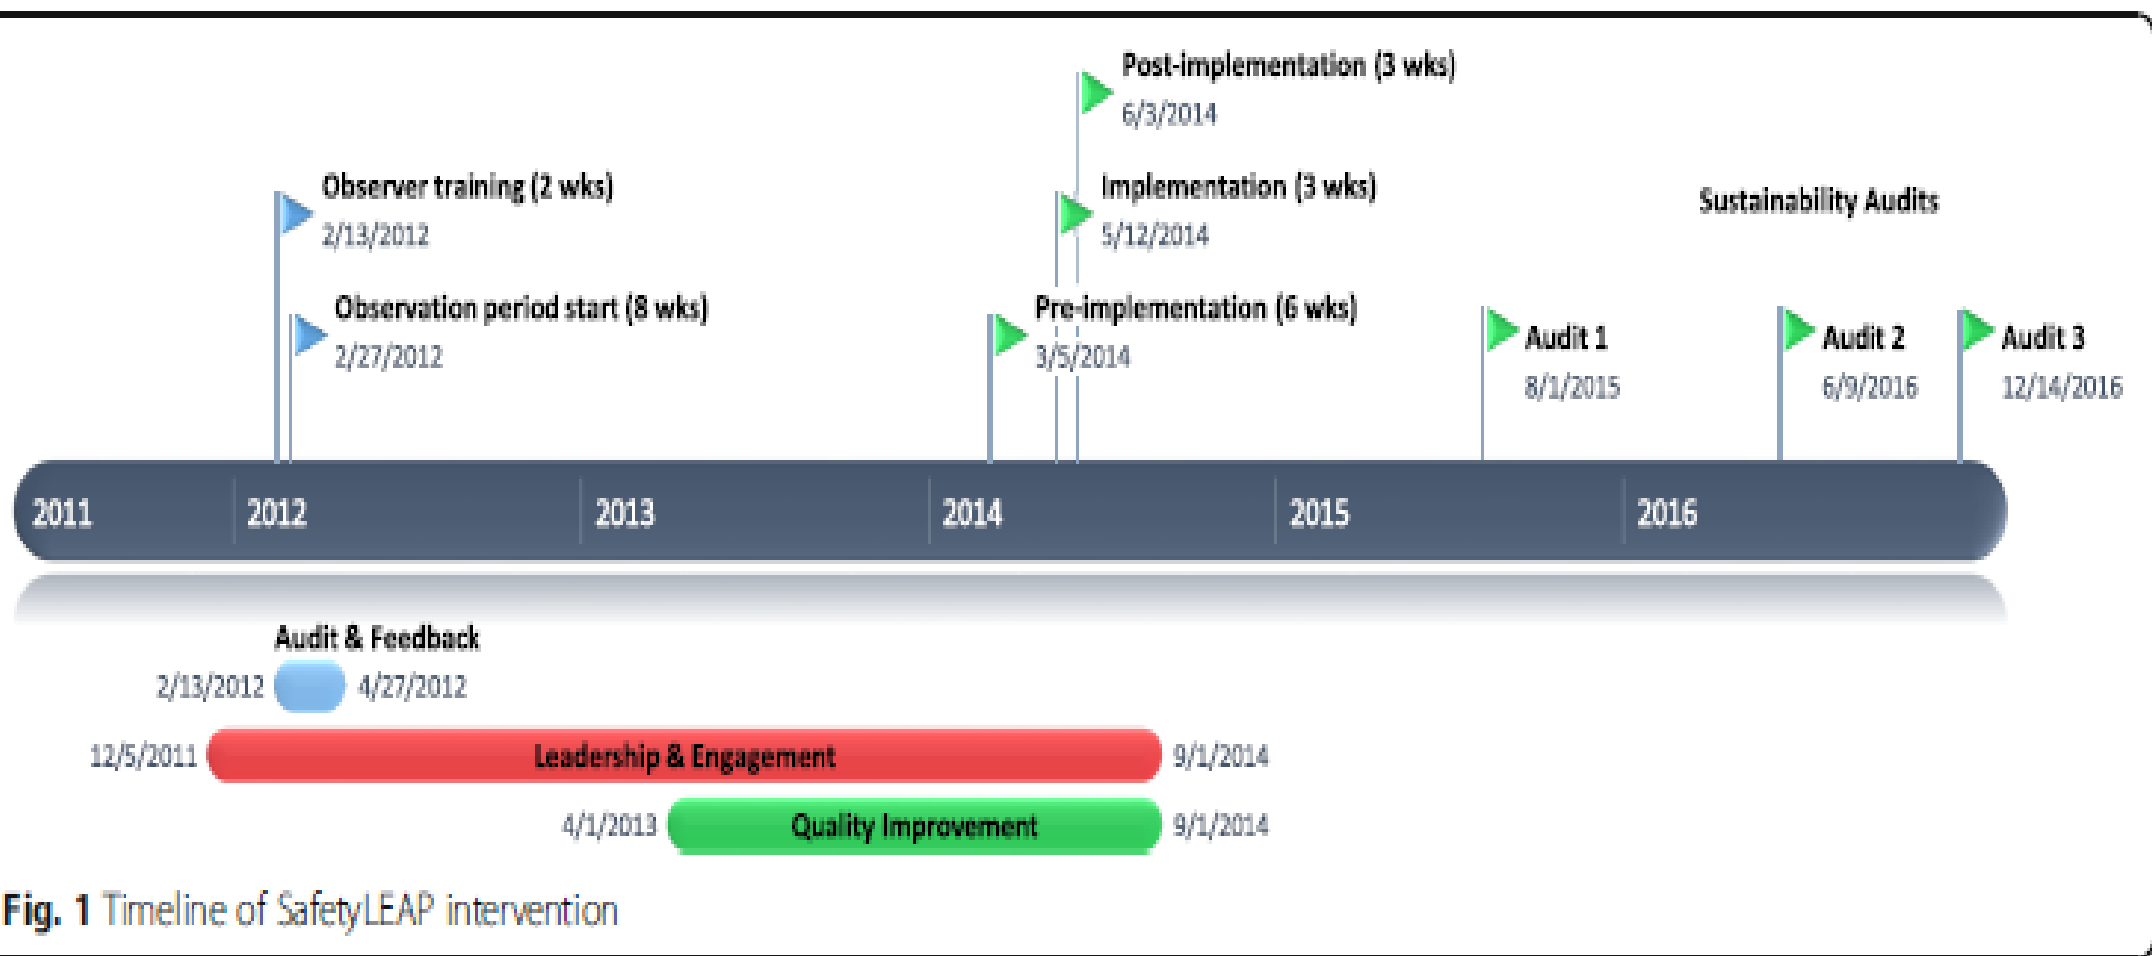 Post-implementation (3 wks)
6/3/2014
Observer training (2 wks)
2/13/2012
Implementation (3 wks)
5/12/2014
Sustainability Audits
Observation period start (8 wks)
2/27/2012
Pre-implementation (6 wks)
3/5/2014
Audit 1
8/1/2015
Audit 2
6/9/2016
Audit 3
12/14/2016
2011
2012
2013
2014
2015
2016
Audit & Feedback
2/13/2012
4/27/2012
12/5/2011
Leadership & Engagement
9/1/2014
4/1/2013
Quality Improvement
9/1/2014
Fig. 1 Timeline of SafetyLEAP intervention